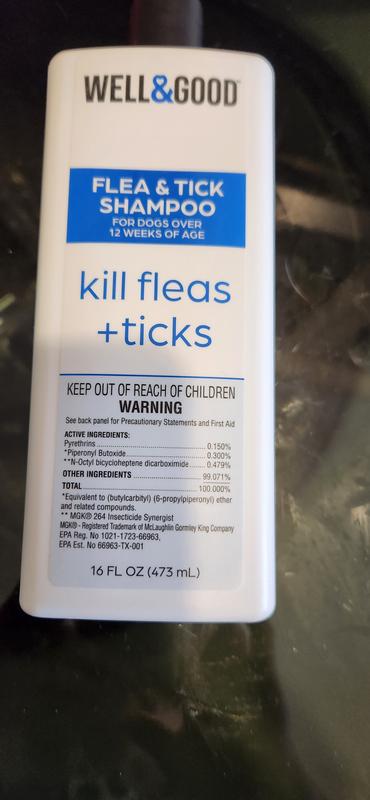 WELL&GOOD™
FLEA & TICK
SHAMPOO
FOR DOGS OVER
12 WEEKS OF AGE
kill fleas
+ticks
KEEP OUT OF REACH OF CHILDREN
WARNING
See back panel for Precautionary Statements and First Aid
ACTIVE INGREDIENTS:
Pyrethrins ........ 0.150%
*Piperonyl Butoxide ........ 0.300%
**N-Octyl bicycloheptene dicarboximide ........ 0.479%
OTHER INGREDIENTS ........ 99.071%
TOTAL ........ 100.000%
*Equivalent to (butylcarbityl) (6-propylpiperonyl) ether
and related compounds.
** MGK® 264 Insecticide Synergist
MGK® - Registered Trademark of McLaughlin Gormley King Company
EPA Reg. No 1021-1723-66963,
EPA Est. No 66963-TX-001
16 FL OZ (473 mL)